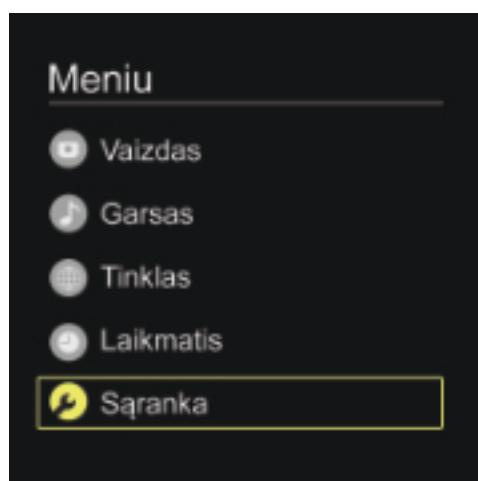 Meniu
Vaizdas
Garsas
Tinklas
Laikmatis
Sąranka